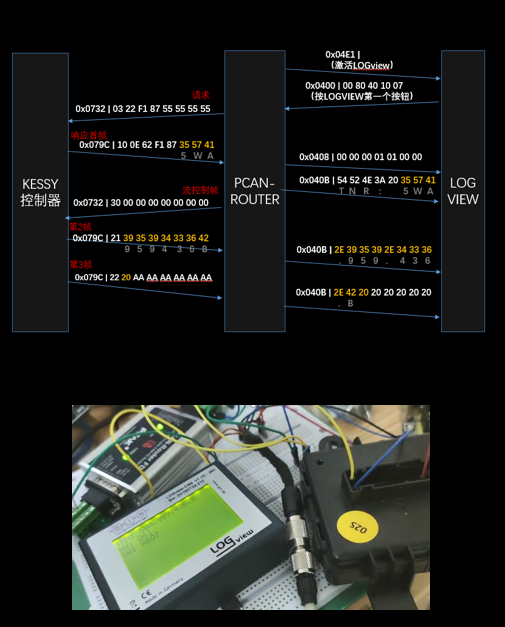 0x04E1 |
（激活LOGview)
0x0400 | 00 80 40 10 07
（按LOGVIEW第一个按钮）
请求
0x0732 | 03 22 F1 87 55 55 55 55
响应首帧
0x079C | 10 0E 62 F1 87 35 57 41
5 W A
0x0408 | 00 00 00 01 01 00 00
0x040B | 54 52 4E 3A 20 35 57 41
T N R : 5 W A
KESSY
控制器
PCAN-
ROUTER
LOG
VIEW
流控制帧
0x0732 | 30 00 00 00 00 00 00 00
第2帧
0x079C | 21 39 35 39 34 33 36 42
9 5 9 4 3 6 B
0x040B | 2E 39 35 39 2E 34 33 36
. 9 5 9 . 4 3 6
第3帧
0x079C | 22 20 AA AA AA AA AA AA
0x040B | 2E 42 20 20 20 20 20 20
. B
LOG view
CE
Made in Germany
025